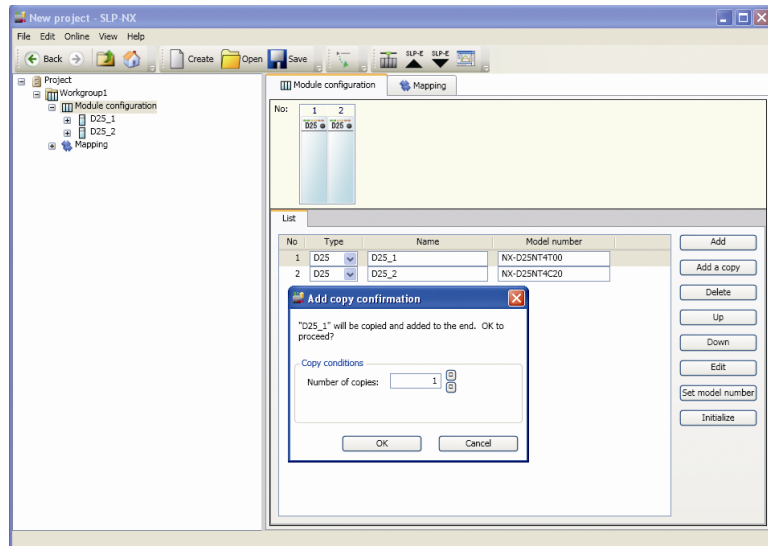 New project - SLP-NX
File Edit Online View Help
Back Create Open Save SLP-E SLP-E
Project
Workgroup1
Module configuration
D25_1
D25_2
Mapping
Module configuration Mapping
No: 1 2
D25 D25
List
No Type Name Model number
1 D25 D25_1 NX-D25NT4T00
2 D25 D25_2 NX-D25NT4C20
Add
Add a copy
Delete
Up
Down
Edit
Set model number
Initialize
Add copy confirmation
"D25_1" will be copied and added to the end. OK to
proceed?
Copy conditions
Number of copies: 1
OK Cancel